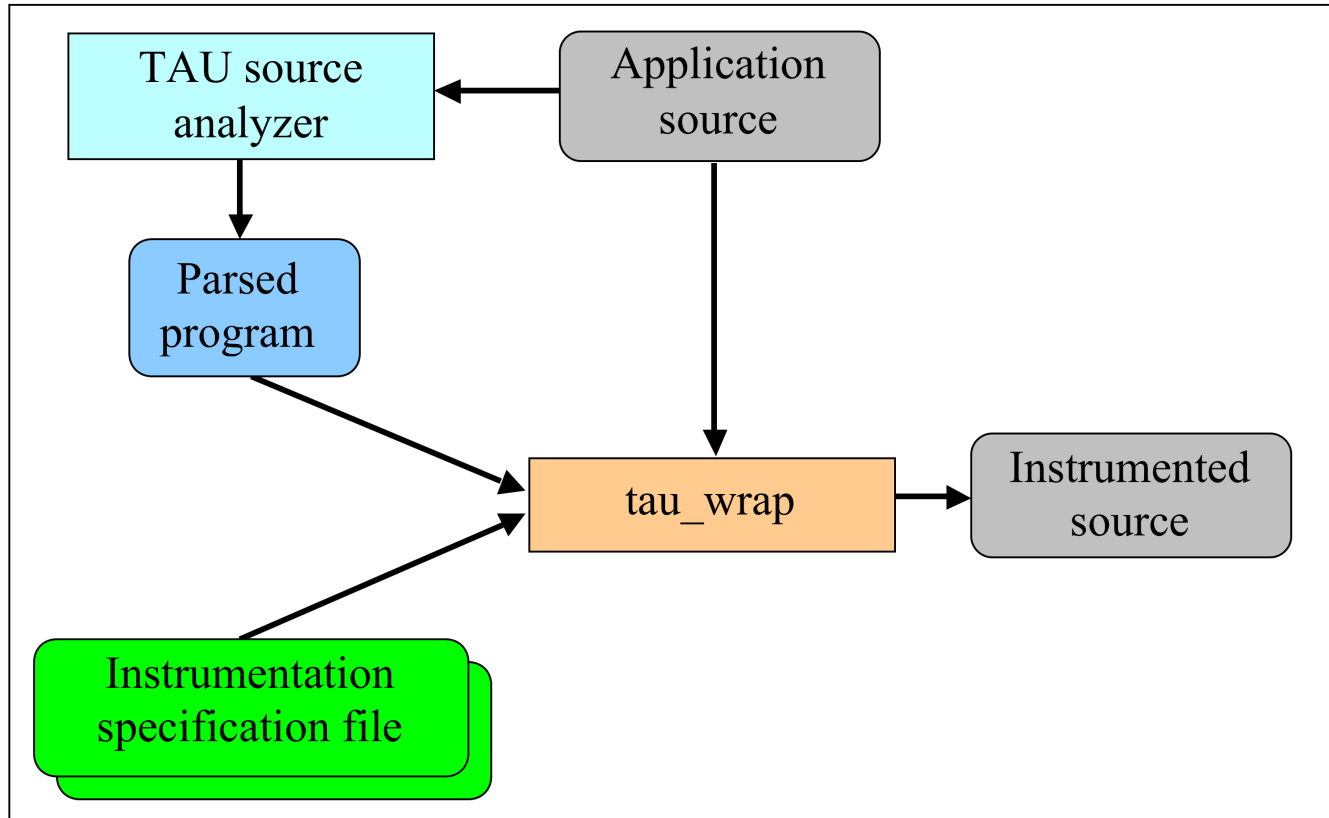 TAU source
analyzer
Application
source
Parsed
program
tau_wrap
Instrumented
source
Instrumentation
specification file